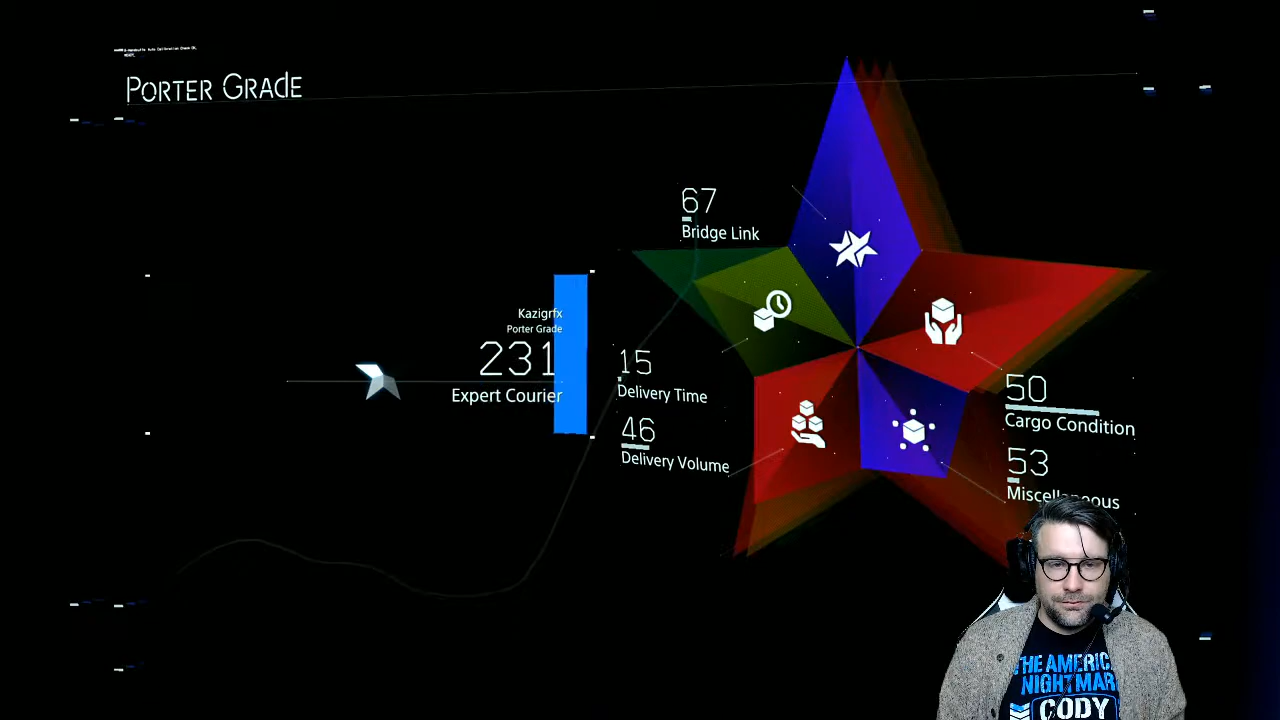 PORTER GRADE
67
Bridge Link
Kazigrfx
Porter Grade
231
Expert Courier
15
Delivery Time
46
Delivery Volume
50
Cargo Condition
53
Miscellaneous
THE AMERIC
NIGHTMAR
CODY